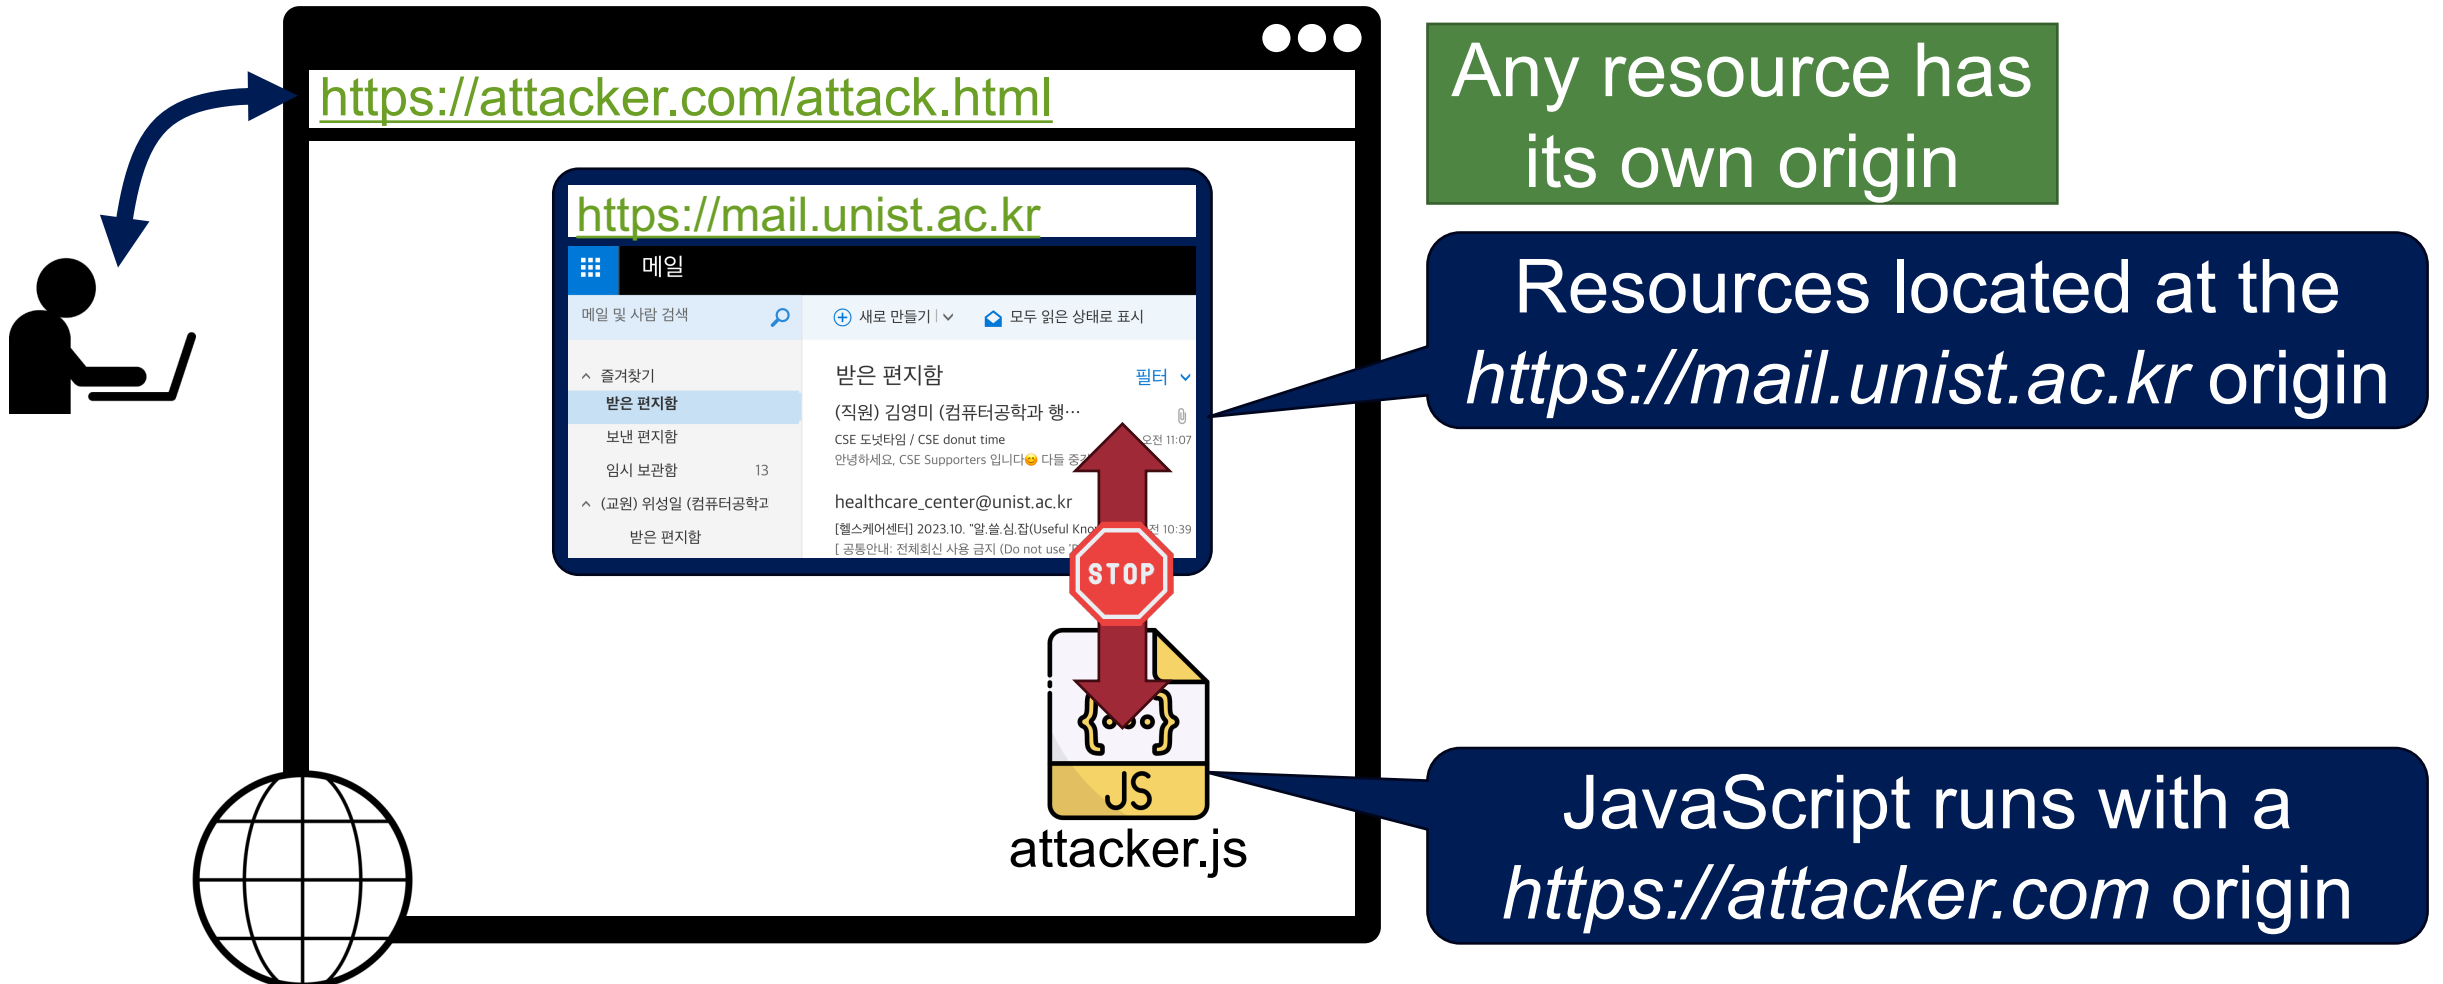 https://attacker.com/attack.html
https://mail.unist.ac.kr
메일
메일 및 사람 검색
새로 만들기
모두 읽은 상태로 표시
즐겨찾기
받은 편지함
보낸 편지함
임시 보관함 13
(교원) 위성일 (컴퓨터공학과
받은 편지함
받은 편지함 필터
(직원) 김영미 (컴퓨터공학과 행…
CSE 도넛타임 / CSE donut time 오전 11:07
안녕하세요, CSE Supporters 입니다😊 다들
healthcare_center@unist.ac.kr
[헬스케어센터] 2023.10. "알.쓸.심.잡(Useful 10:39
[ 공통안내: 전체회신 사용 금지 (Do not use
STOP
JS
attacker.js
Any resource has
its own origin
Resources located at the
https://mail.unist.ac.kr origin
JavaScript runs with a
https://attacker.com origin